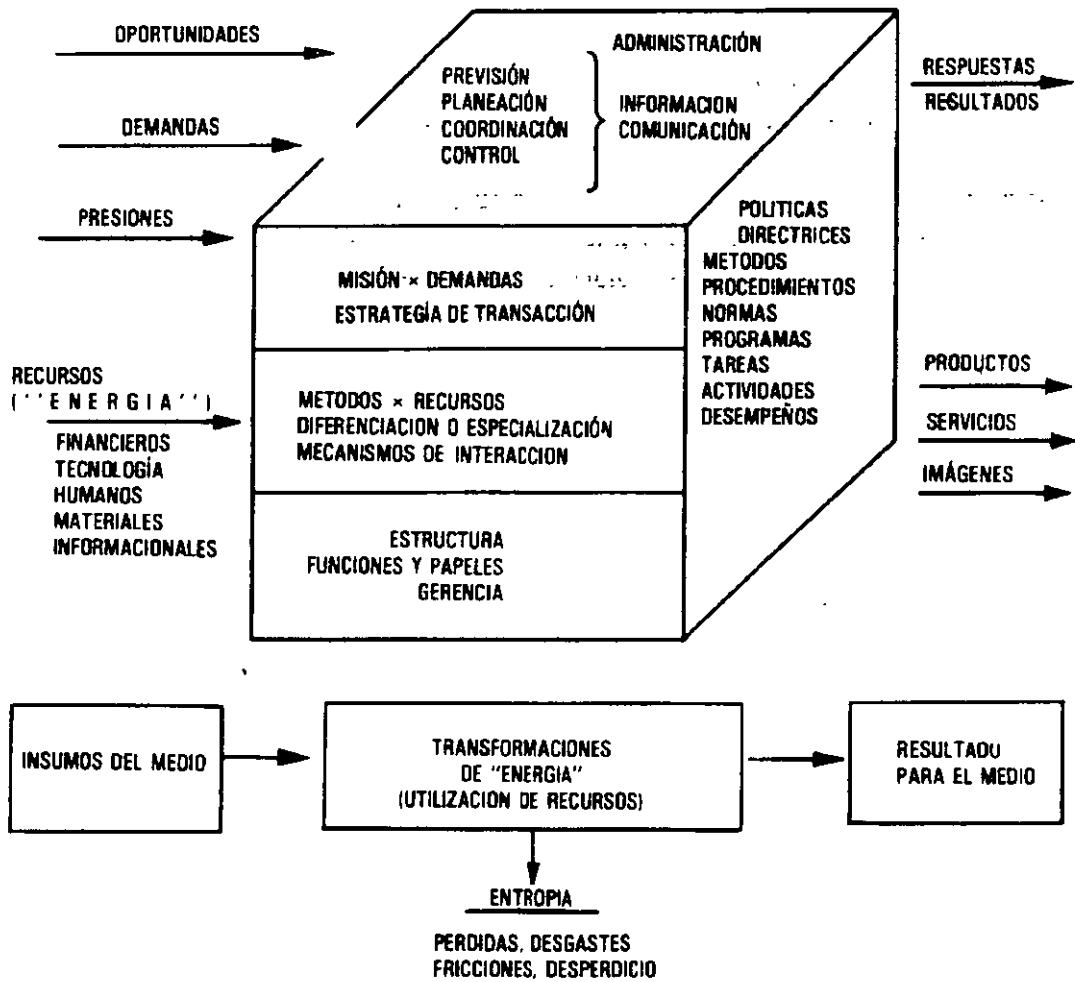 OPORTUNIDADES
DEMANDAS
PRESIONES
RECURSOS
(''ENERGIA'')
FINANCIEROS
TECNOLOGÍA
HUMANOS
MATERIALES
INFORMACIONALES
ADMINISTRACIÓN
PREVISIÓN
PLANEACIÓN
COORDINACIÓN
CONTROL
INFORMACION
COMUNICACIÓN
MISIÓN × DEMANDAS
ESTRATEGÍA DE TRANSACCIÓN
METODOS × RECURSOS
DIFERENCIACION O ESPECIALIZACIÓN
MECANISMOS DE INTERACCION
ESTRUCTURA
FUNCIONES Y PAPELES
GERENCIA
POLITICAS
DIRECTRICES
METODOS
PROCEDIMIENTOS
NORMAS
PROGRAMAS
TAREAS
ACTIVIDADES
DESEMPEÑOS
RESPUESTAS
RESULTADOS
PRODUCTOS
SERVICIOS
IMÁGENES
INSUMOS DEL MEDIO
TRANSFORMACIONES
DE "ENERGIA"
(UTILIZACION DE RECURSOS)
RESULTADO
PARA EL MEDIO
ENTROPIA
PERDIDAS, DESGASTES
FRICCIONES, DESPERDICIO